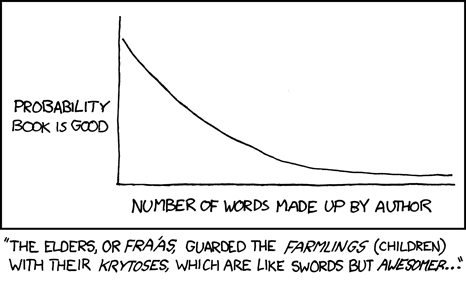 PROBABILITY
BOOK IS GOOD
NUMBER OF WORDS MADE UP BY AUTHOR
"THE ELDERS, OR FRAÁS, GUARDED THE FARMLINGS (CHILDREN)
WITH THEIR KRYTOSES, WHICH ARE LIKE SWORDS BUT AWESOMER..."